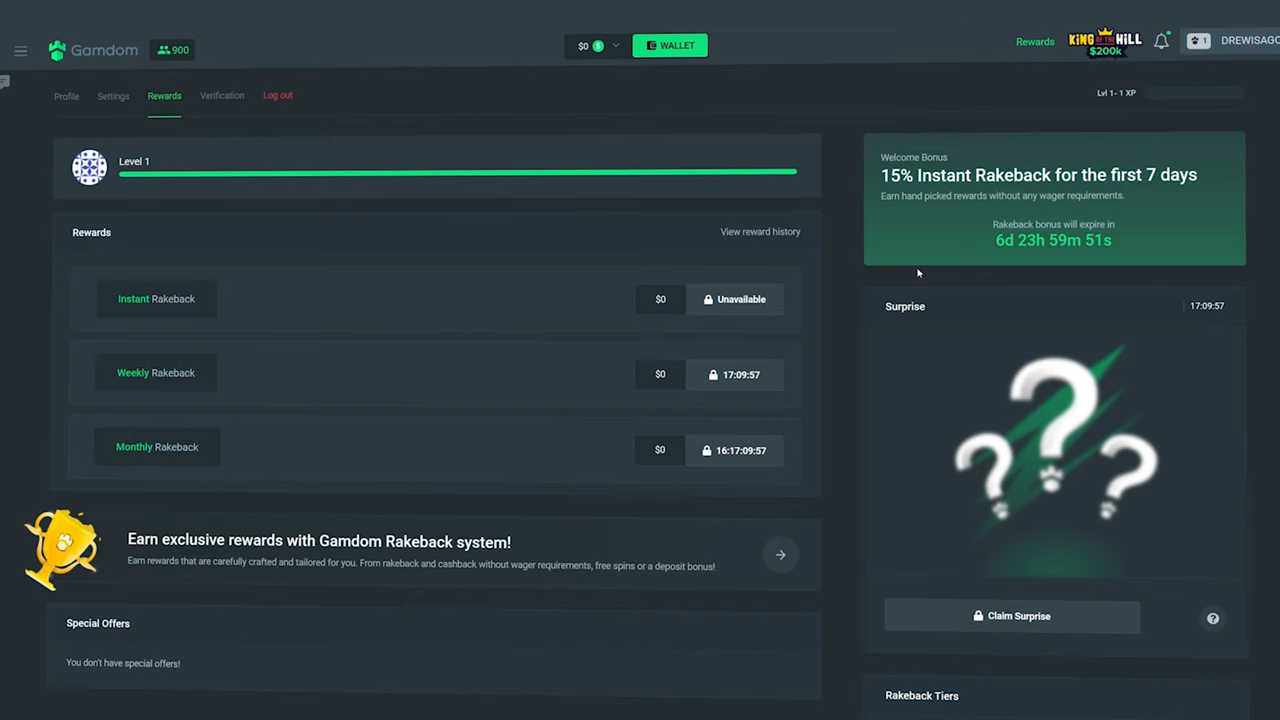 Gamdom
900
$0
WALLET
Rewards
KING OF THE HILL
$200k
1
DREWISAGO
Profile
Settings
Rewards
Verification
Log out
Lvl 1- 1 XP
Level 1
Welcome Bonus
15% Instant Rakeback for the first 7 days
Earn hand picked rewards without any wager requirements.
Rakeback bonus will expire in
6d 23h 59m 51s
Rewards
View reward history
Instant Rakeback
$0
Unavailable
Weekly Rakeback
$0
17:09:57
Monthly Rakeback
$0
16:17:09:57
Surprise
17:09:57
???
Claim Surprise
?
Earn exclusive rewards with Gamdom Rakeback system!
Earn rewards that are carefully crafted and tailored for you. From rakeback and cashback without wager requirements, free spins or a deposit bonus!
Special Offers
You don't have special offers!
Rakeback Tiers